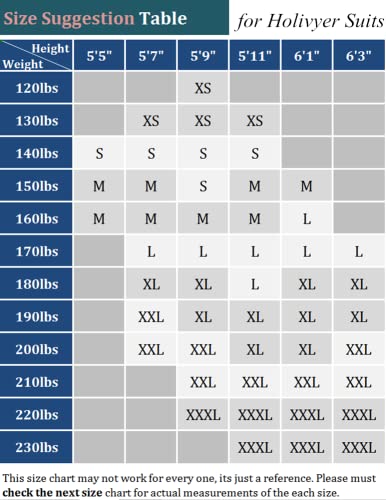 Size Suggestion Table for Holivyer Suits
Height
Weight 5'5" 5'7" 5'9" 5'11" 6'1" 6'3"
120lbs XS
130lbs XS XS XS
140lbs S S S S
150lbs M M S M M
160lbs M M M M L
170lbs L L L L L
180lbs XL XL L XL XL
190lbs XXL XL XL XL XL
200lbs XXL XXL XL XL XXL
210lbs XXL XXL XXL XXL
220lbs XXXL XXXL XXXL XXXL
230lbs XXXL XXXL XXXL
This size chart may not work for every one, its just a reference. Please must
check the next size chart for actual measurements of the each size.